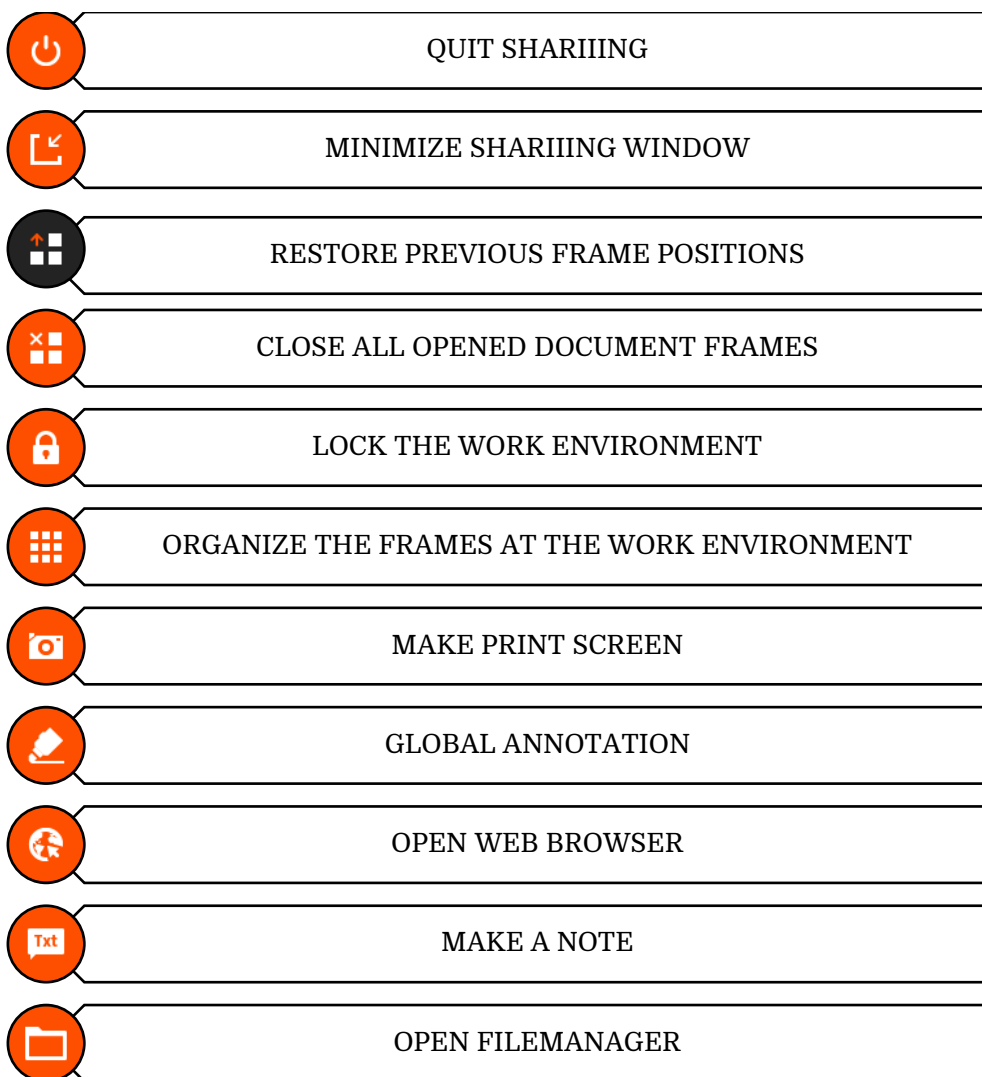 QUIT SHARIIING
MINIMIZE SHARIIING WINDOW
RESTORE PREVIOUS FRAME POSITIONS
CLOSE ALL OPENED DOCUMENT FRAMES
LOCK THE WORK ENVIRONMENT
ORGANIZE THE FRAMES AT THE WORK ENVIRONMENT
MAKE PRINT SCREEN
GLOBAL ANNOTATION
OPEN WEB BROWSER
Txt
MAKE A NOTE
OPEN FILEMANAGER